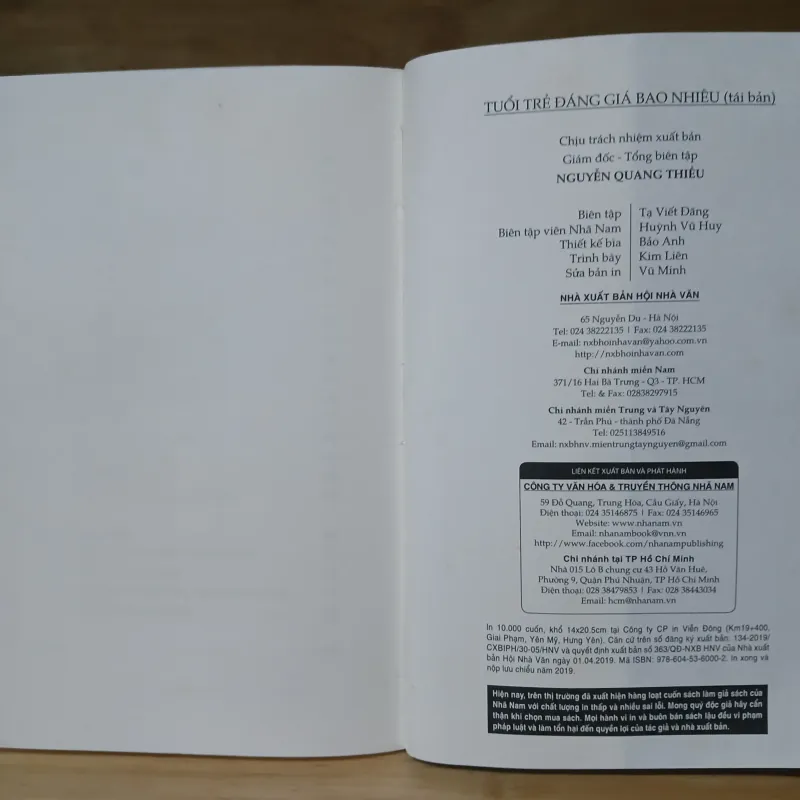 TUỔI TRẺ ĐÁNG GIÁ BAO NHIÊU (tái bản)
Chịu trách nhiệm xuất bản
Giám đốc - Tổng biên tập
NGUYỄN QUANG THIỀU
Biên tập Tạ Viết Đãng
Biên tập viên Nhã Nam Huỳnh Vũ Huy
Thiết kế bìa Bảo Anh
Trình bày Kim Liên
Sửa bản in Vũ Minh
NHÀ XUẤT BẢN HỘI NHÀ VĂN
65 Nguyễn Du - Hà Nội
Tel: 024 38222135 | Fax: 024 38222135
E-mail: nxbhoinhavan@yahoo.com.vn
http://nxbhoinhavan.com
Chi nhánh miền Nam
371/16 Hai Bà Trưng - Q3 - TP. HCM
Tel: & Fax: 02838297915
Chi nhánh miền Trung và Tây Nguyên
42 - Trần Phú - thành phố Đà Nẵng
Tel: 025113849516
Email: nxbhnv.mientrungtaynguyen@gmail.com
LIÊN KẾT XUẤT BẢN VÀ PHÁT HÀNH
CÔNG TY VĂN HÓA & TRUYỀN THÔNG NHÃ NAM
59 Đỗ Quang, Trung Hòa, Cầu Giấy, Hà Nội
Điện thoại: 024 35146875 | Fax: 024 35146965
Website: www.nhanam.vn
Email: nhanambook@vnn.vn
http://www.facebook.com/nhanampublishing
Chi nhánh tại TP Hồ Chí Minh
Nhà 015 Lô B chung cư 43 Hồ Văn Huê,
Phường 9, Quận Phú Nhuận, TP Hồ Chí Minh
Điện thoại: 028 38479853 | Fax: 028 38443034
Email: hcm@nhanam.vn
In 10.000 cuốn, khổ 14x20.5cm tại Công ty CP in Viễn Đông (Km19+400,
Giai Phạm, Yên Mỹ, Hưng Yên). Căn cứ trên số đăng ký xuất bản: 134-2019/
CXBIPH/30-05/HNV và quyết định xuất bản số 363/QĐ-NXB HNV của Nhà xuất
bản Hội Nhà Văn ngày 01.04.2019. Mã ISBN: 978-604-53-6000-2. In xong và
nộp lưu chiểu năm 2019.
Hiện nay, trên thị trường đã xuất hiện hàng loạt cuốn sách làm giả sách của
Nhã Nam với chất lượng in thấp và nhiều sai lỗi. Mong quý độc giả hãy cẩn
thận khi chọn mua sách. Mọi hành vi in và buôn bán sách lậu đều vi phạm
pháp luật và làm tổn hại đến quyền lợi của tác giả và nhà xuất bản.